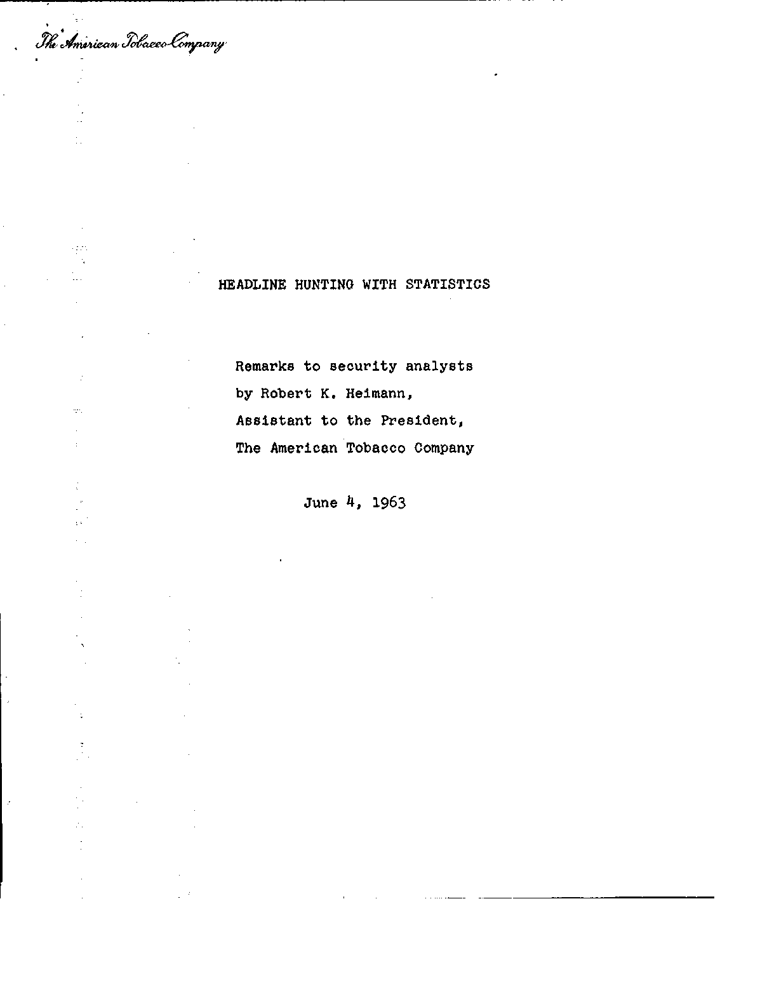 The American Tobacco Company
HEADLINE HUNTING WITH STATISTICS
Remarks to security analysts
by Robert K. Heimann,
Assistant to the President,
The American Tobacco Company
June 4, 1963